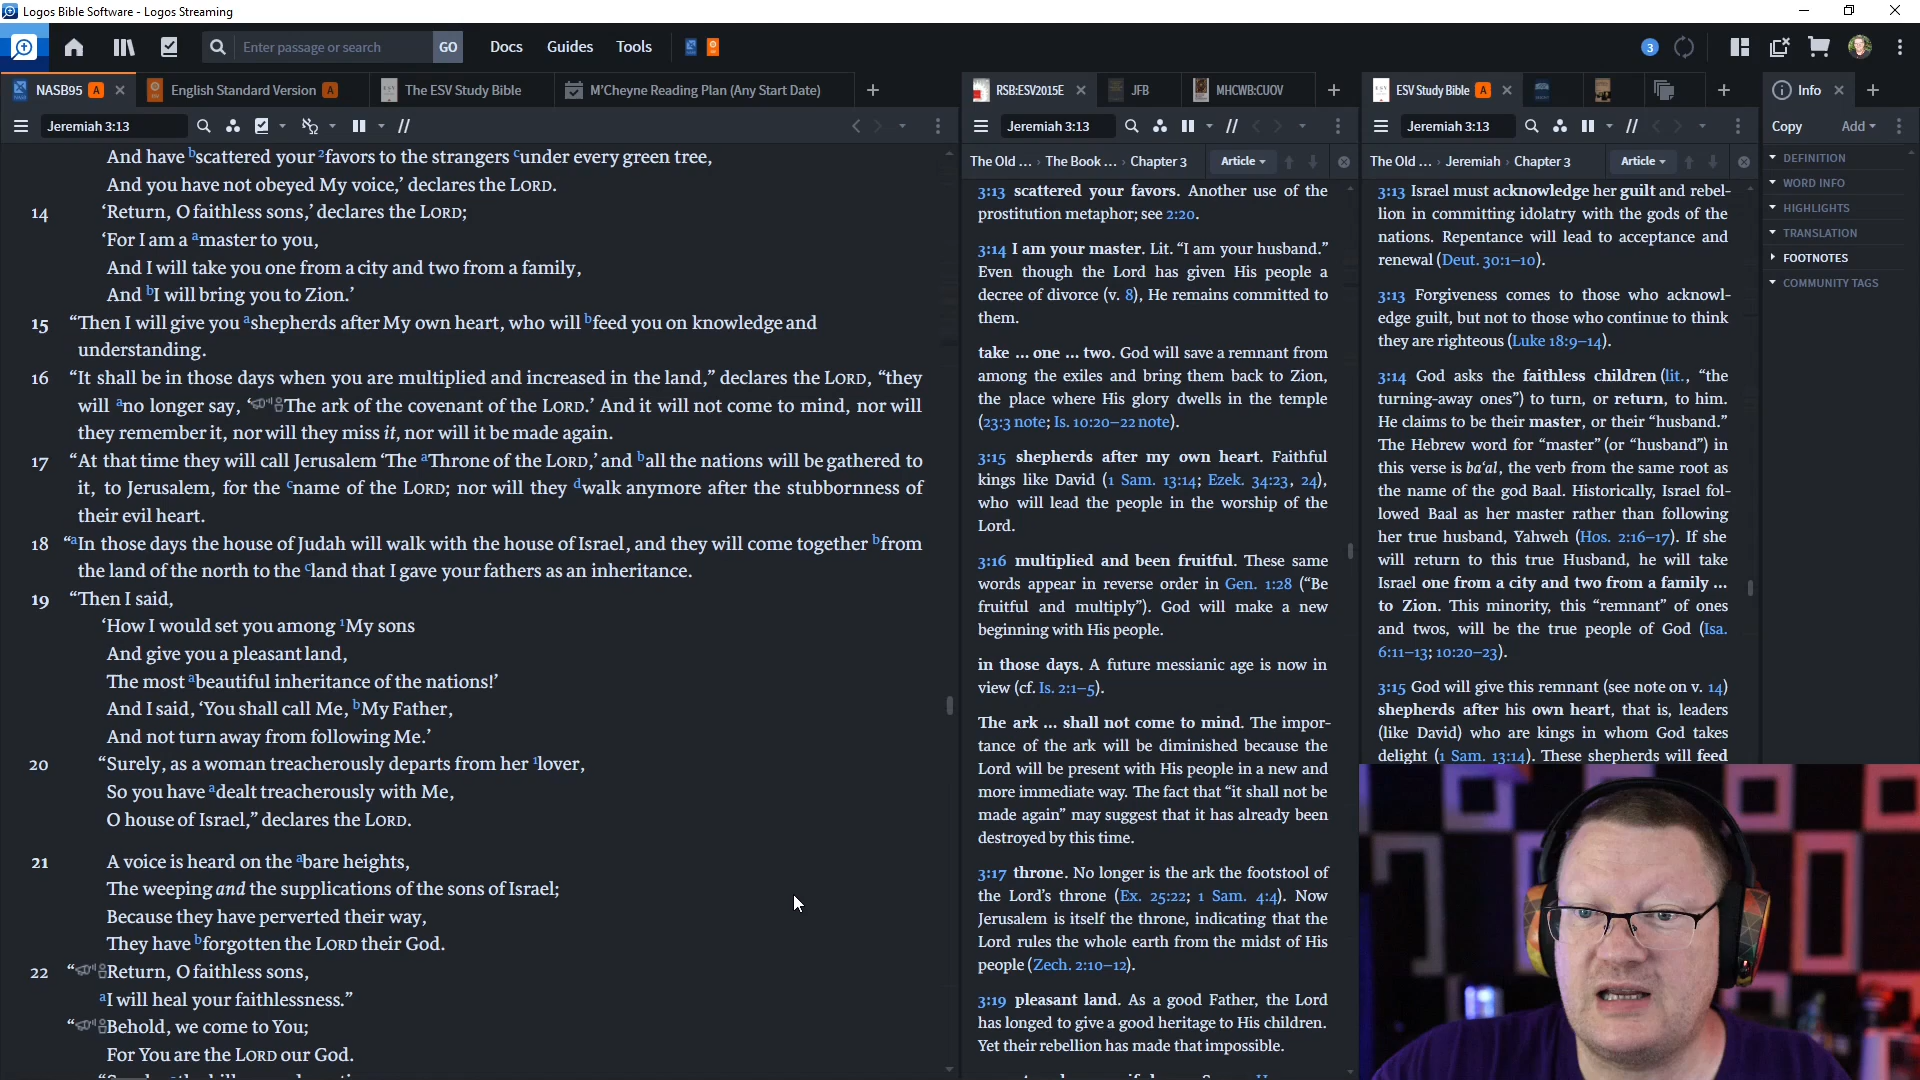 Logos Bible Software - Logos Streaming
Enter passage or search
GO
Docs
Guides
Tools
3
NASB95 A
English Standard Version A
The ESV Study Bible
M'Cheyne Reading Plan (Any Start Date)
RSB:ESV2015E
JFB
MHCWB:CUOV
ESV Study Bible A
Info
Jeremiah 3:13
Jeremiah 3:13
Jeremiah 3:13
Copy
Add
And have bscattered your 2favors to the strangers cunder every green tree,
And you have not obeyed My voice,’ declares the LORD.
14 ‘Return, O faithless sons,’ declares the LORD;
‘For I am a amaster to you,
And I will take you one from a city and two from a family,
And bI will bring you to Zion.’
15 “Then I will give you ashepherds after My own heart, who will bfeed you on knowledge and
understanding.
16 “It shall be in those days when you are multiplied and increased in the land,” declares the LORD, “they
will ano longer say, ‘The ark of the covenant of the LORD.’ And it will not come to mind, nor will
they remember it, nor will they miss it, nor will it be made again.
17 “At that time they will call Jerusalem ‘The aThrone of the LORD,’ and ball the nations will be gathered to
it, to Jerusalem, for the cname of the LORD; nor will they dwalk anymore after the stubbornness of
their evil heart.
18 “aIn those days the house of Judah will walk with the house of Israel, and they will come together bfrom
the land of the north to the cland that I gave your fathers as an inheritance.
19 “Then I said,
‘How I would set you among 1My sons
And give you a pleasant land,
The most abeautiful inheritance of the nations!’
And I said, ‘You shall call Me, bMy Father,
And not turn away from following Me.’
20 “Surely, as a woman treacherously departs from her 1lover,
So you have adealt treacherously with Me,
O house of Israel,” declares the LORD.
21 A voice is heard on the abare heights,
The weeping and the supplications of the sons of Israel;
Because they have perverted their way,
They have bforgotten the LORD their God.
22 “Return, O faithless sons,
aI will heal your faithlessness.”
“Behold, we come to You;
For You are the LORD our God.
The Old ... › The Book ... › Chapter 3
Article
3:13 scattered your favors. Another use of the
prostitution metaphor; see 2:20.
3:14 I am your master. Lit. “I am your husband.”
Even though the Lord has given His people a
decree of divorce (v. 8), He remains committed to
them.
take ... one ... two. God will save a remnant from
among the exiles and bring them back to Zion,
the place where His glory dwells in the temple
(23:3 note; Is. 10:20–22 note).
3:15 shepherds after my own heart. Faithful
kings like David (1 Sam. 13:14; Ezek. 34:23, 24),
who will lead the people in the worship of the
Lord.
3:16 multiplied and been fruitful. These same
words appear in reverse order in Gen. 1:28 (“Be
fruitful and multiply”). God will make a new
beginning with His people.
in those days. A future messianic age is now in
view (cf. Is. 2:1–5).
The ark ... shall not come to mind. The impor-
tance of the ark will be diminished because the
Lord will be present with His people in a new and
more immediate way. The fact that “it shall not be
made again” may suggest that it has already been
destroyed by this time.
3:17 throne. No longer is the ark the footstool of
the Lord’s throne (Ex. 25:22; 1 Sam. 4:4). Now
Jerusalem is itself the throne, indicating that the
Lord rules the whole earth from the midst of His
people (Zech. 2:10–12).
3:19 pleasant land. As a good Father, the Lord
has longed to give a good heritage to His children.
Yet their rebellion has made that impossible.
The Old ... › Jeremiah › Chapter 3
Article
3:13 Israel must acknowledge her guilt and rebel-
lion in committing idolatry with the gods of the
nations. Repentance will lead to acceptance and
renewal (Deut. 30:1–10).
3:13 Forgiveness comes to those who acknowl-
edge guilt, but not to those who continue to think
they are righteous (Luke 18:9–14).
3:14 God asks the faithless children (lit., “the
turning-away ones”) to turn, or return, to him.
He claims to be their master, or their “husband.”
The Hebrew word for “master” (or “husband”) in
this verse is ba‘al, the verb from the same root as
the name of the god Baal. Historically, Israel fol-
lowed Baal as her master rather than following
her true husband, Yahweh (Hos. 2:16–17). If she
will return to this true Husband, he will take
Israel one from a city and two from a family ...
to Zion. This minority, this “remnant” of ones
and twos, will be the true people of God (Isa.
6:11–13; 10:20–23).
3:15 God will give this remnant (see note on v. 14)
shepherds after his own heart, that is, leaders
(like David) who are kings in whom God takes
delight (1 Sam. 13:14). These shepherds will feed
DEFINITION
WORD INFO
HIGHLIGHTS
TRANSLATION
FOOTNOTES
COMMUNITY TAGS